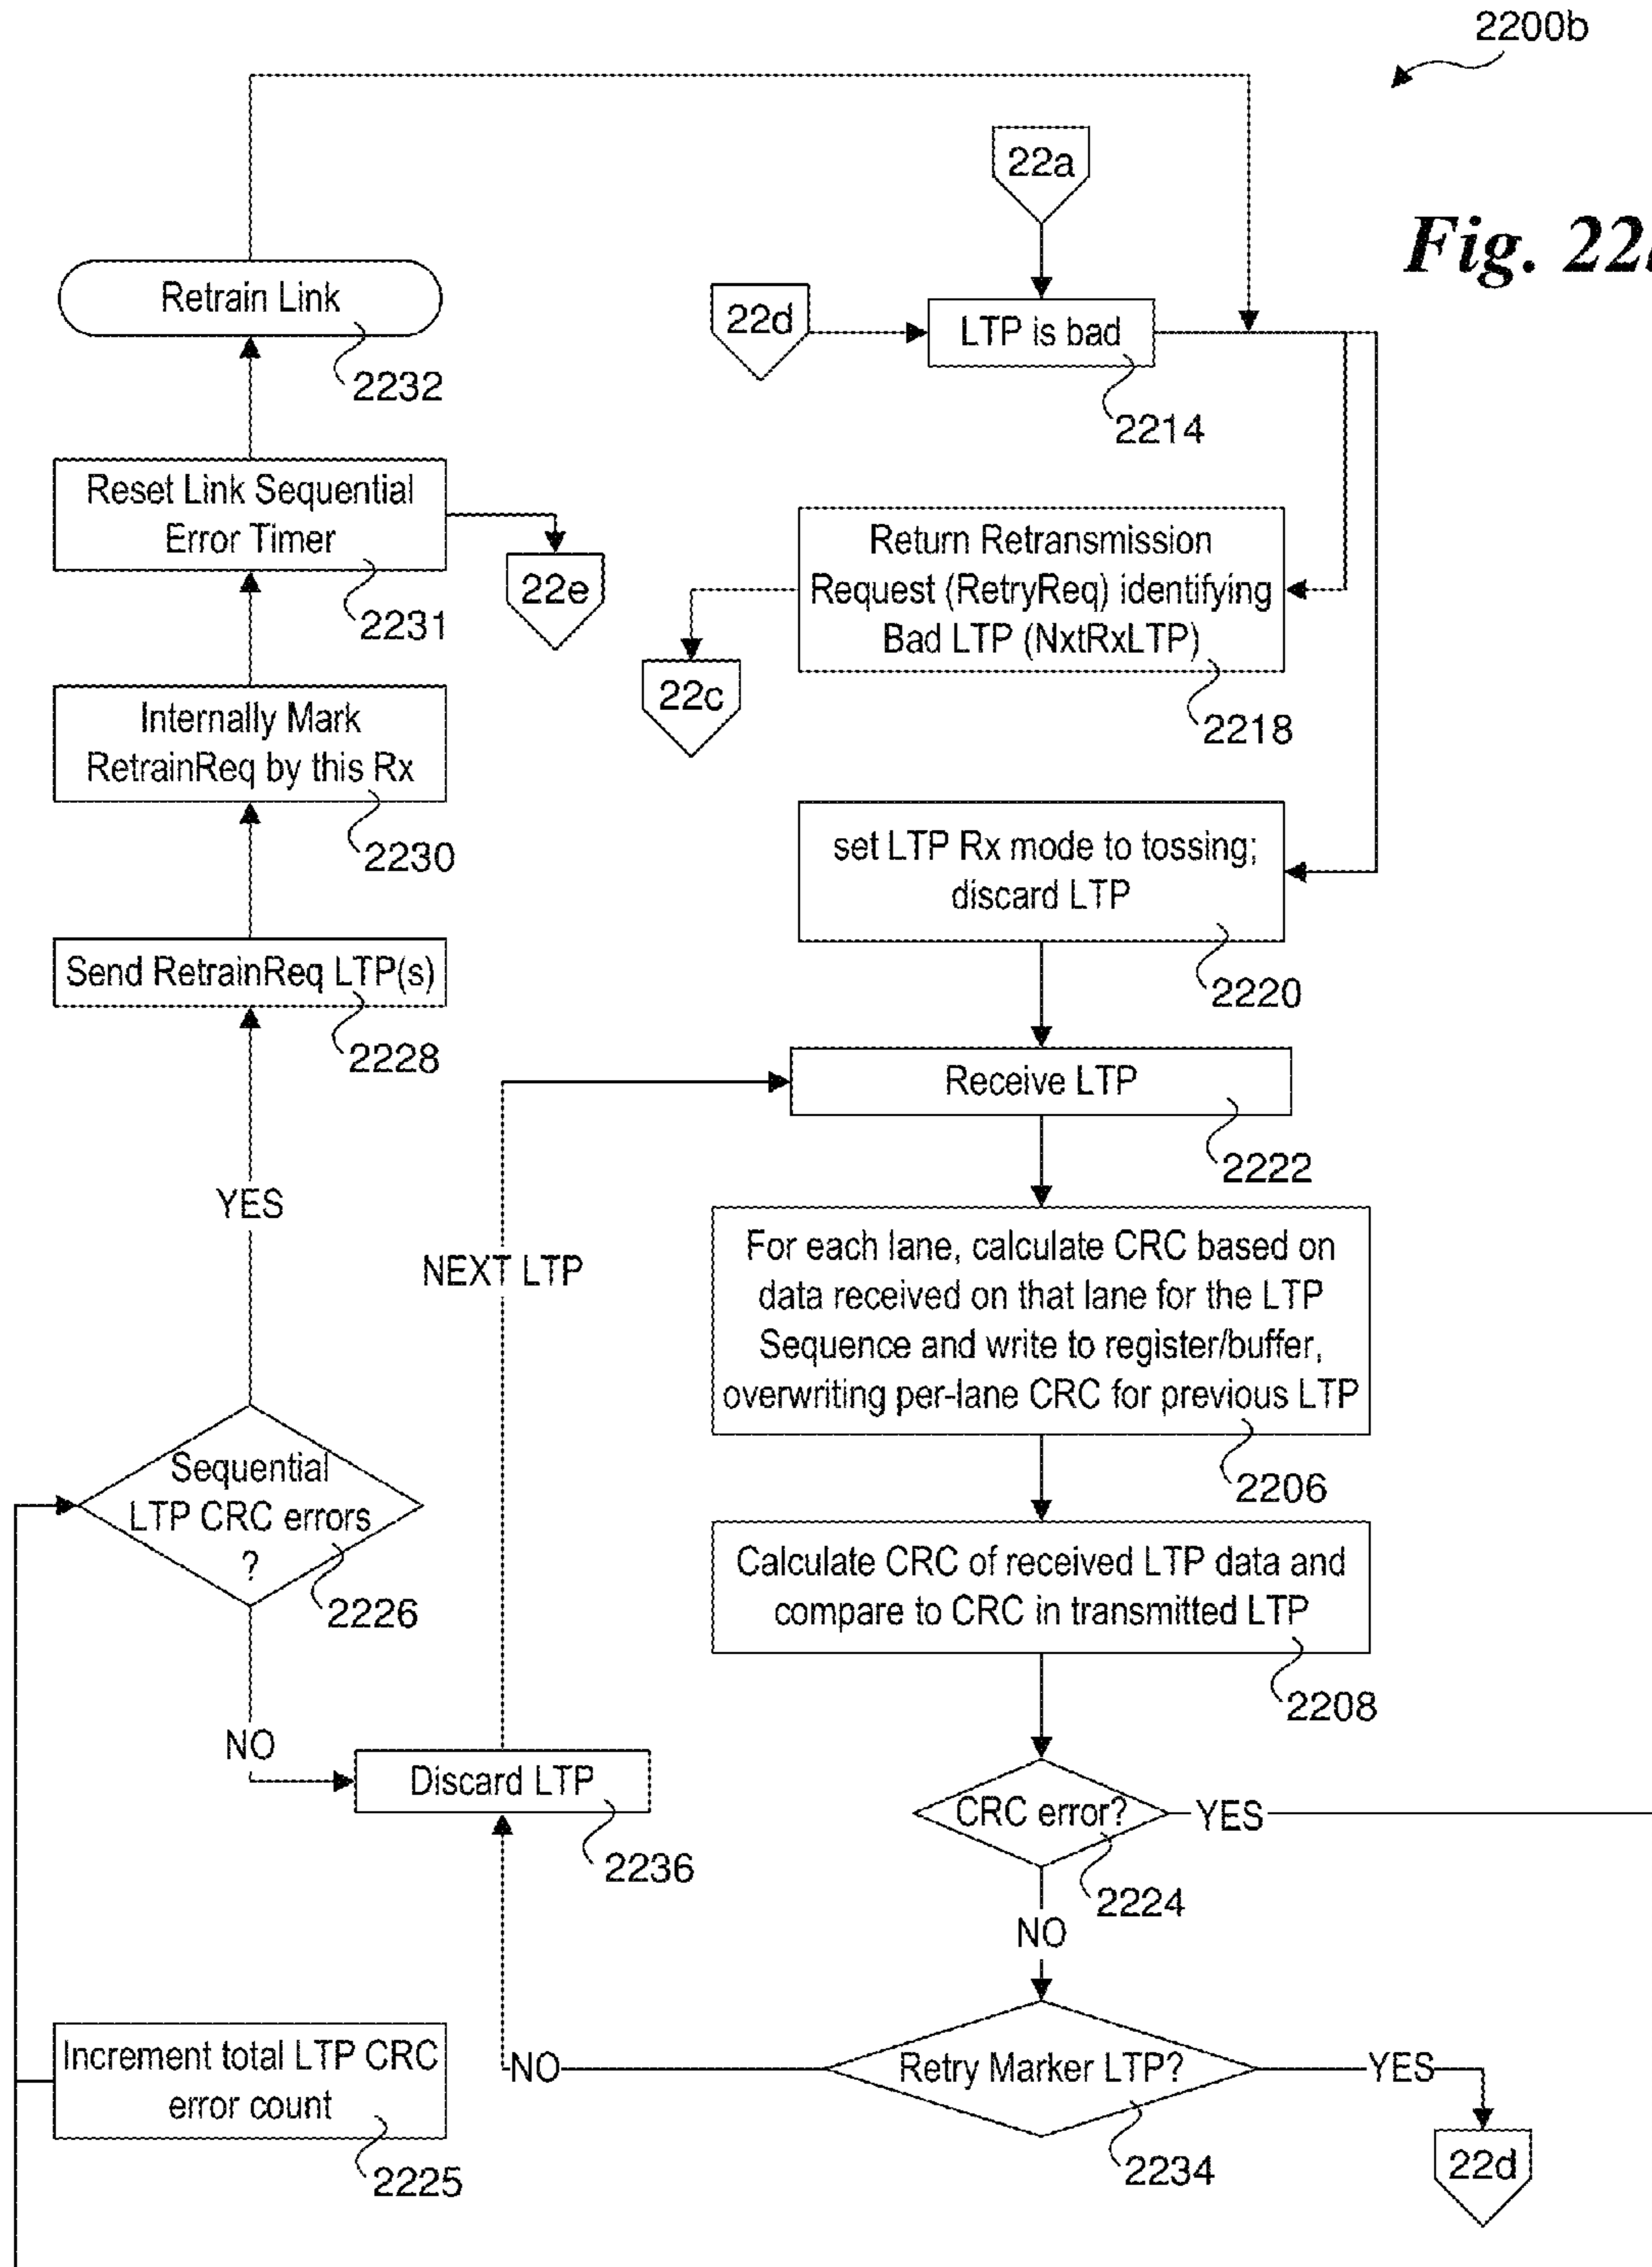 2200b
22a
Fig. 22
Retrain Link
2232
22d
LTP is bad
2214
Reset Link Sequential
Error Timer
2231
22e
Return Retransmission
Request (RetryReq) identifying
Bad LTP (NxtRxLTP)
2218
22c
Internally Mark
RetrainReq by this Rx
2230
set LTP Rx mode to tossing;
discard LTP
2220
Send RetrainReq LTP(s)
2228
Receive LTP
2222
YES
NEXT LTP
For each lane, calculate CRC based on
data received on that lane for the LTP
Sequence and write to register/buffer,
overwriting per-lane CRC for previous LTP
2206
Sequential
LTP CRC errors
?
2226
Calculate CRC of received LTP data and
compare to CRC in transmitted LTP
2208
NO
Discard LTP
2236
CRC error?
YES
2224
NO
Increment total LTP CRC
error count
2225
NO
Retry Marker LTP?
YES
2234
22d